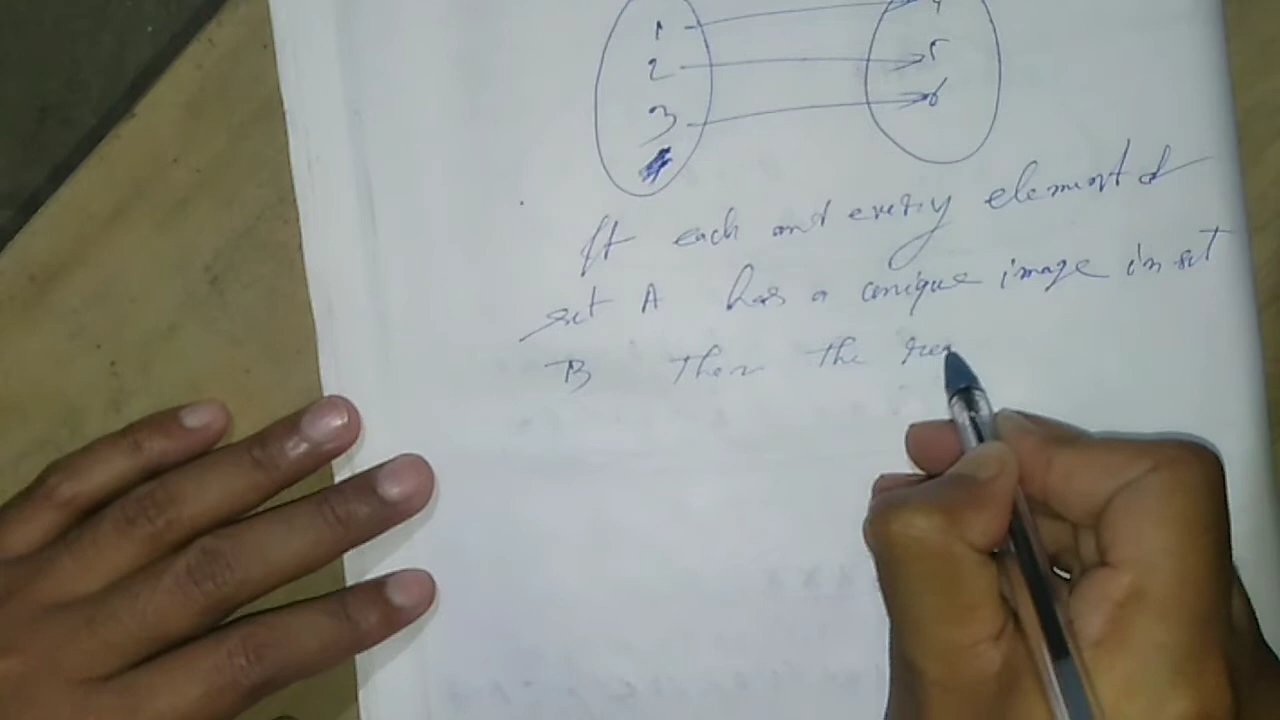 1 4
2 5
3 6
If each and every element of
set A has a unique image in set
B Then the re